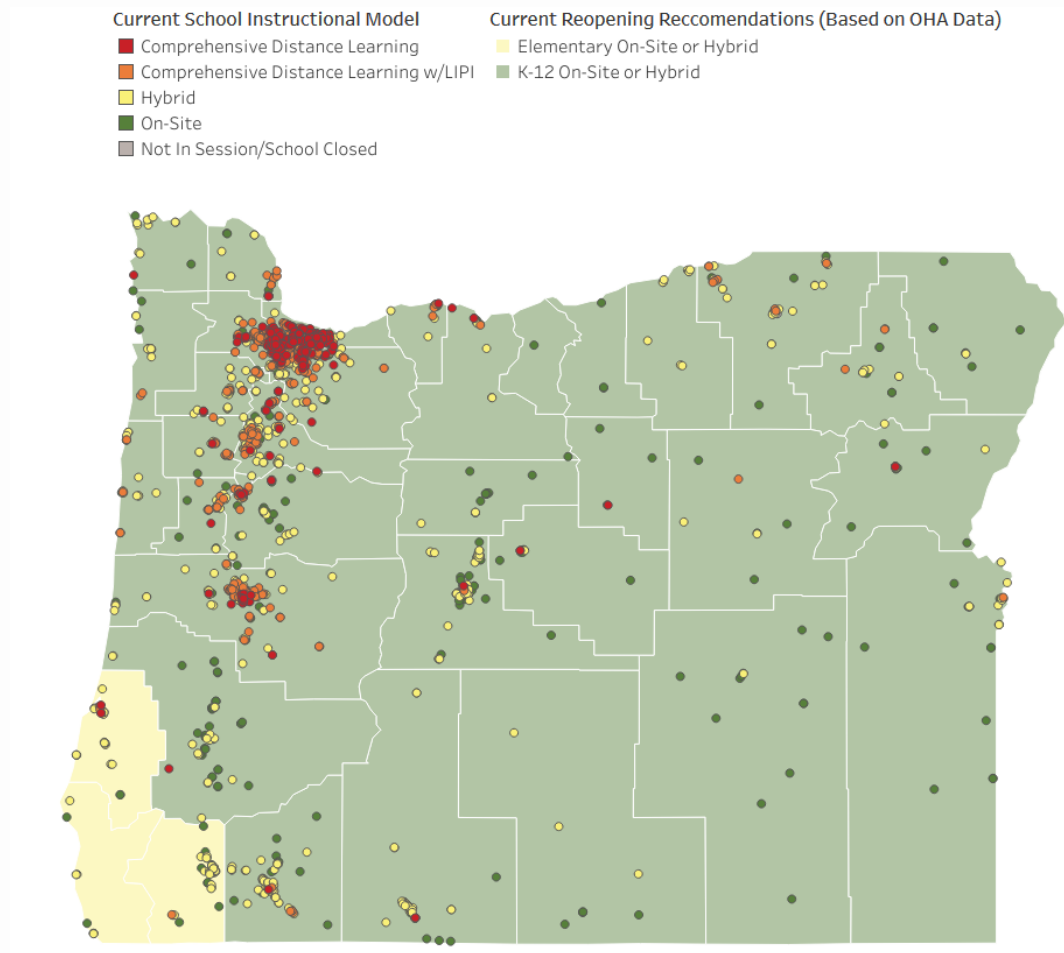 Current School Instructional Model
Comprehensive Distance Learning
Comprehensive Distance Learning w/LIPI
Hybrid
On-Site
Not In Session/School Closed
Current Reopening Reccomendations (Based on OHA Data)
Elementary On-Site or Hybrid
K-12 On-Site or Hybrid